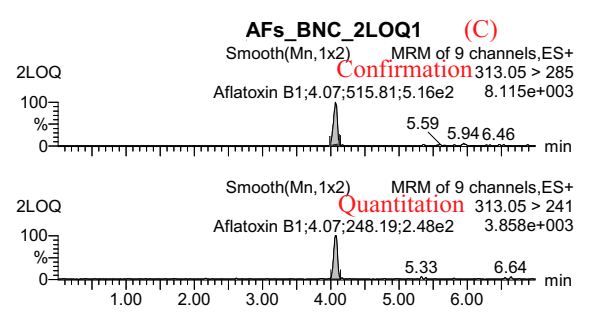 AFs_BNC_2LOQ1 (C)
Smooth(Mn,1x2) MRM of 9 channels,ES+
2LOQ Confirmation 313.05 > 285
Aflatoxin B1;4.07;515.81;5.16e2 8.115e+003
100
%
0
5.59
5.94 6.46
min
Smooth(Mn,1x2) MRM of 9 channels,ES+
2LOQ Quantitation 313.05 > 241
Aflatoxin B1;4.07;248.19;2.48e2 3.858e+003
100
%
0
5.33 6.64
min
1.00 2.00 3.00 4.00 5.00 6.00